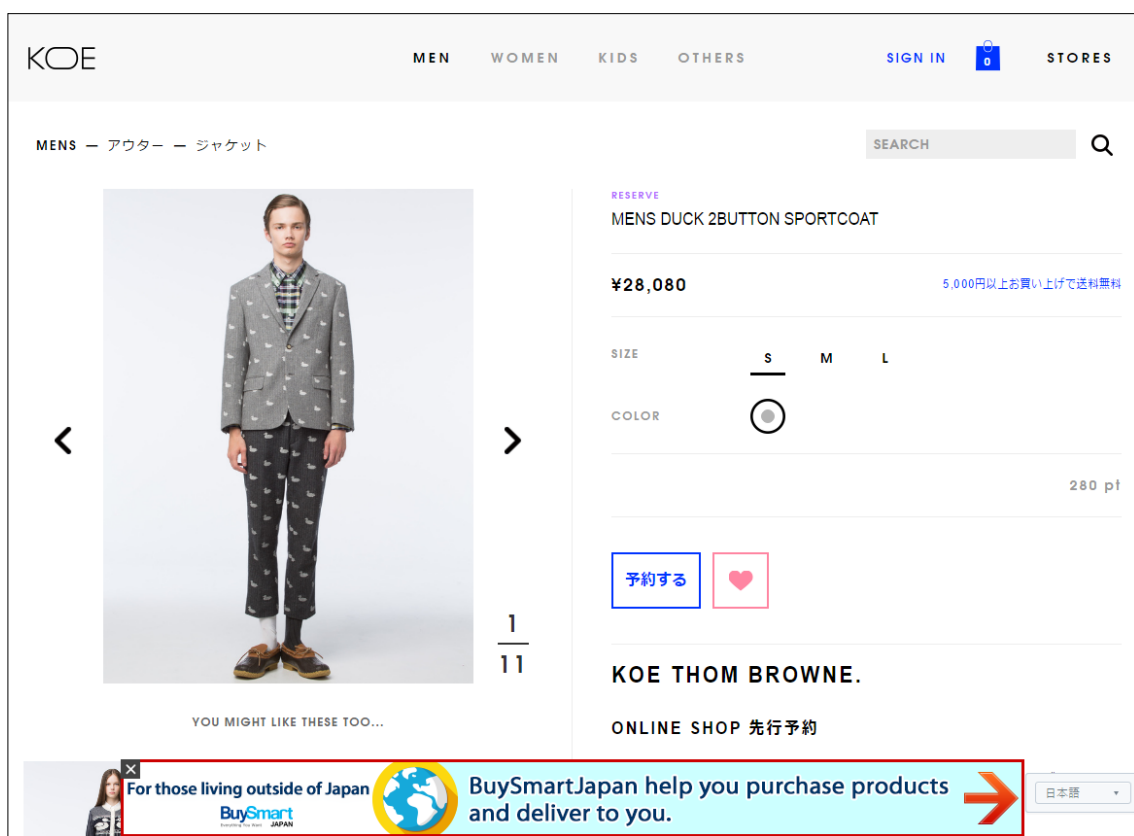 KOE
MEN WOMEN KIDS OTHERS SIGN IN 0 STORES
MENS — アウター — ジャケット
SEARCH
RESERVE
MENS DUCK 2BUTTON SPORTCOAT
¥28,080 5,000円以上お買い上げで送料無料
SIZE S M L
COLOR
280 pt
予約する
1
11
KOE THOM BROWNE.
YOU MIGHT LIKE THESE TOO...
ONLINE SHOP 先行予約
For those living outside of Japan
BuySmart
Everything You Want JAPAN
BuySmartJapan help you purchase products
and deliver to you.
日本語